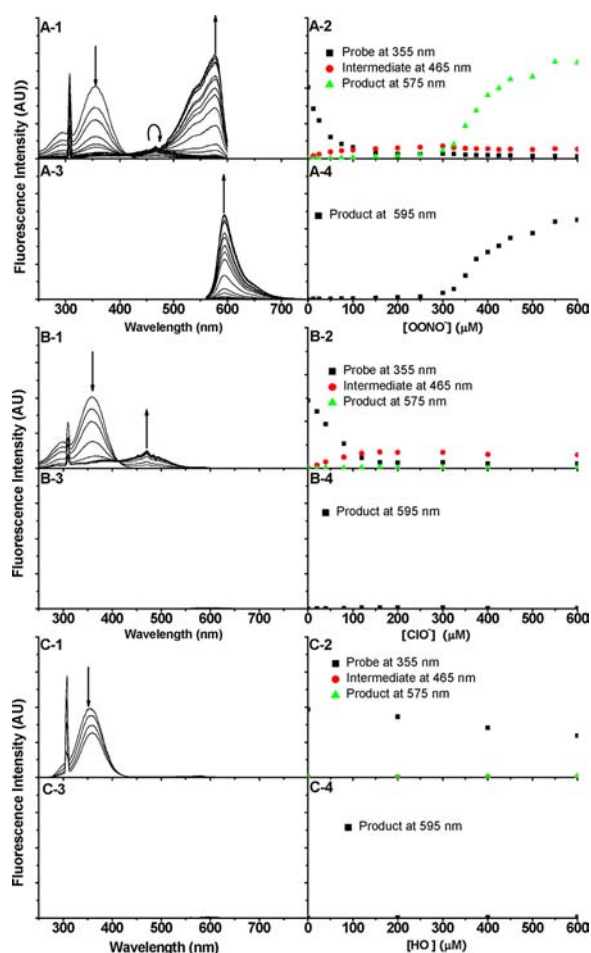 A-1
A-2
Probe at 355 nm
Intermediate at 465 nm
Product at 575 nm
A-3
A-4
Product at 595 nm
Fluorescence Intensity (AU))
300 400 500 600 700
0 100 200 300 400 500 600
Wavelength (nm)
[OONO⁻] (μM)
B-1
B-2
Probe at 355 nm
Intermediate at 465 nm
Product at 575 nm
B-3
B-4
Product at 595 nm
Fluorescence Intensity (AU)
300 400 500 600 700
0 100 200 300 400 500 600
Wavelength (nm)
[ClO⁻] (μM)
C-1
C-2
Probe at 355 nm
Intermediate at 465 nm
Product at 575 nm
C-3
C-4
Product at 595 nm
Fluorescence Intensity (AU)
300 400 500 600 700
0 100 200 300 400 500 600
Wavelength (nm)
[HO] (μM)